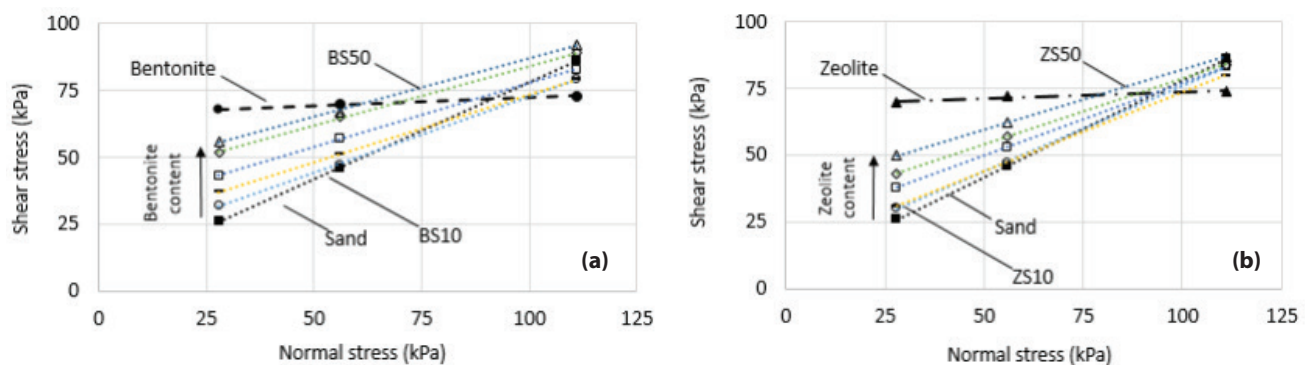 100
75
50
25
0
Shear stress (kPa)
Bentonite
BS50
Bentonite
content
Sand
BS10
(a)
0
25
50
75
100
125
Normal stress (kPa)
100
75
50
25
0
Shear stress (kPa)
Zeolite
ZS50
Zeolite
content
Sand
ZS10
(b)
0
25
50
75
100
125
Normal stress (kPa)